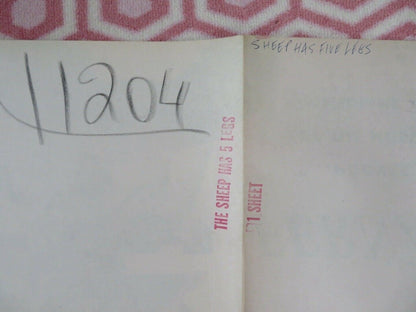 11204
SHEEP HAS FIVE LEGS
THE SHEEP HAS 5 LEGS
1 SHEET